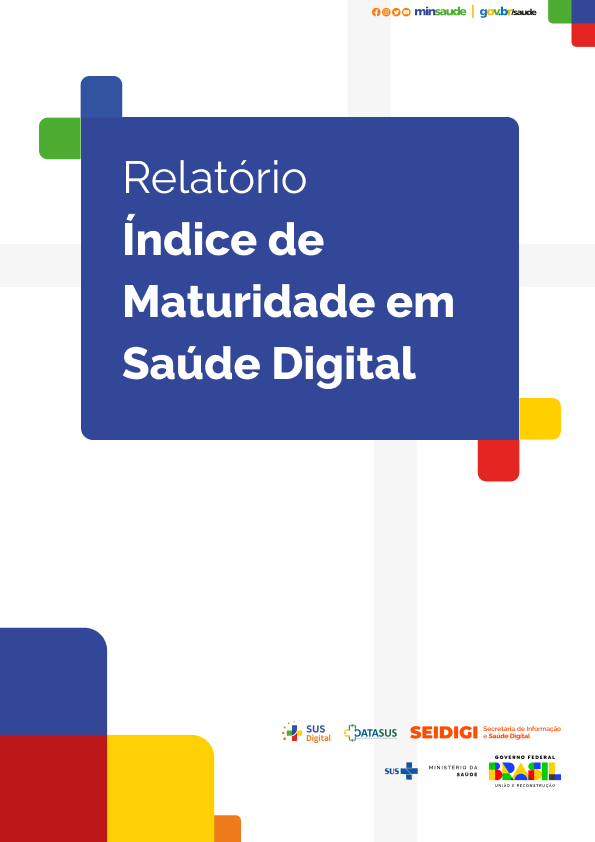 minsaude
gov.br/saude
Relatório
Índice de
Maturidade em
Saúde Digital
SUS
Digital
DATASUS
SEIDIGI
Secretaria de Informação
e Saúde Digital
SUS
MINISTÉRIO DA
SAÚDE
GOVERNO FEDERAL
BRASIL
UNIÃO E RECONSTRUÇÃO